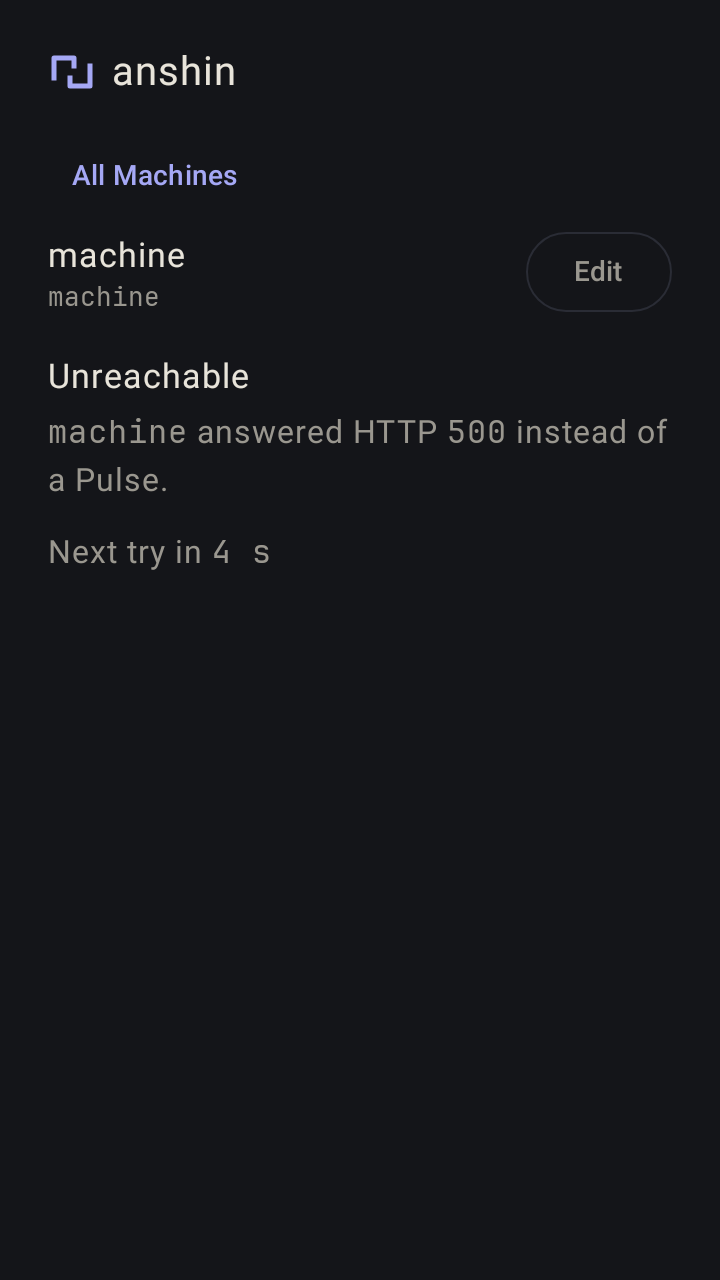 anshin
All Machines
machine
Edit
machine
Unreachable
machine answered HTTP 500 instead of
a Pulse.
Next try in 4 s